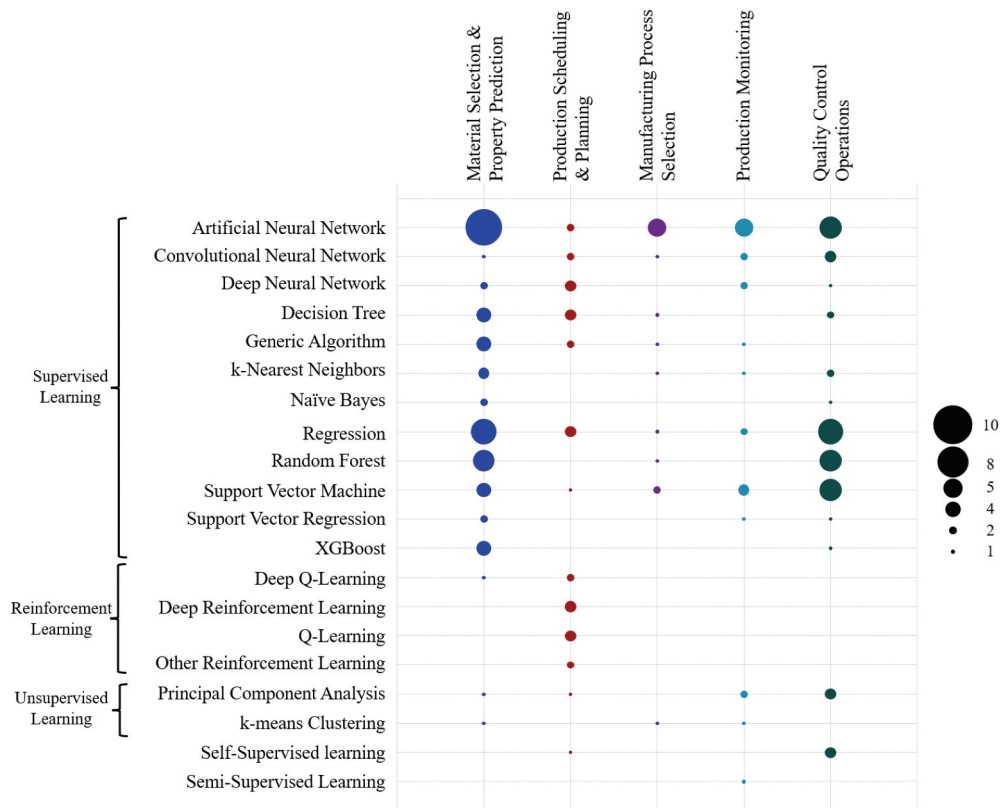 Material Selection &
Property Prediction
Production Scheduling
& Planning
Manufacturing Process
Selection
Production Monitoring
Quality Control
Operations
Supervised
Learning
Artificial Neural Network
Convolutional Neural Network
Deep Neural Network
Decision Tree
Generic Algorithm
k-Nearest Neighbors
Naïve Bayes
Regression
Random Forest
Support Vector Machine
Support Vector Regression
XGBoost
Reinforcement
Learning
Deep Q-Learning
Deep Reinforcement Learning
Q-Learning
Other Reinforcement Learning
Unsupervised
Learning
Principal Component Analysis
k-means Clustering
Self-Supervised learning
Semi-Supervised Learning
10
8
5
4
2
1